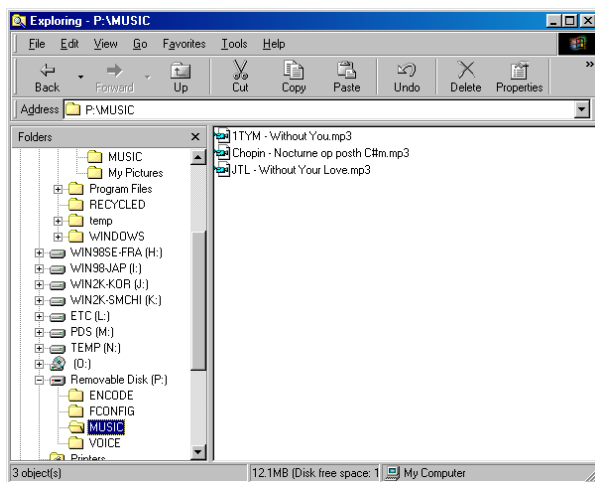 Exploring - P:\MUSIC
File Edit View Go Favorites Tools Help
Back Forward Up Cut Copy Paste Undo Delete Properties »
Address P:\MUSIC
Folders
MUSIC
My Pictures
Program Files
RECYCLED
temp
WINDOWS
WIN98SE-FRA (H:)
WIN98-JAP (I:)
WIN2K-KOR (J:)
WIN2K-SMCHI (K:)
ETC (L:)
PDS (M:)
TEMP (N:)
(O:)
Removable Disk (P:)
ENCODE
FCONFIG
MUSIC
VOICE
Printers
1TYM - Without You.mp3
Chopin - Nocturne op posth C#m.mp3
JTL - Without Your Love.mp3
3 object(s) 12.1MB (Disk free space: 1 My Computer